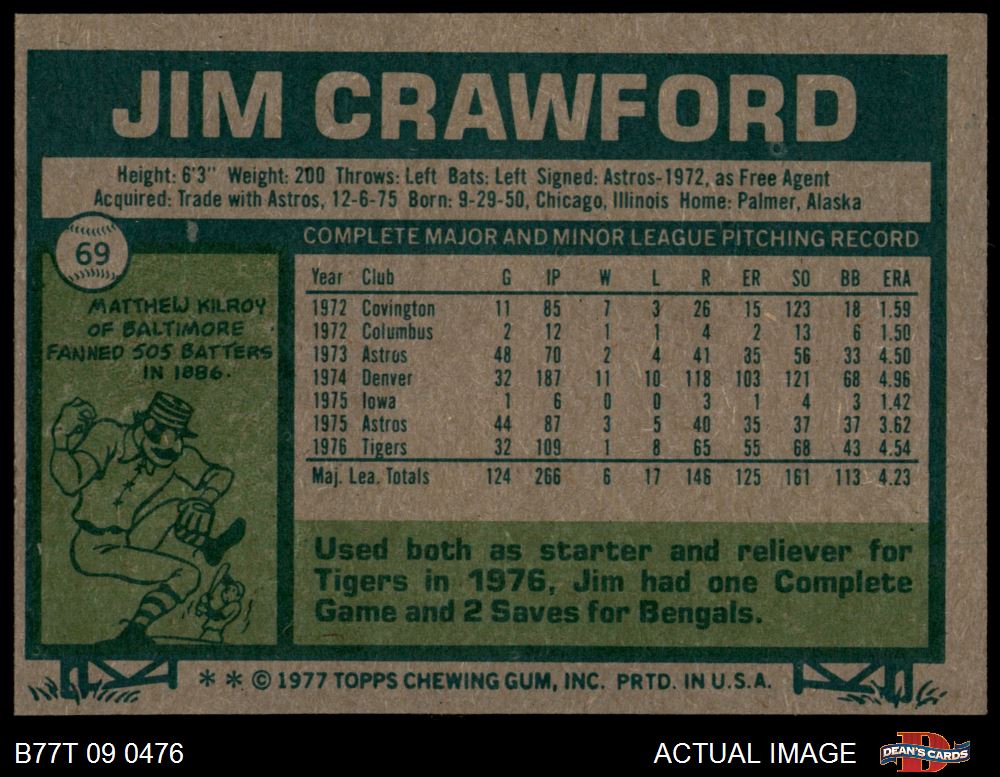 JIM CRAWFORD
Height: 6'3" Weight: 200 Throws: Left Bats: Left Signed: Astros-1972, as Free Agent
Acquired: Trade with Astros, 12-6-75 Born: 9-29-50, Chicago, Illinois Home: Palmer, Alaska
69
MATTHEW KILROY
OF BALTIMORE
FANNED 505 BATTERS
IN 1886.
COMPLETE MAJOR AND MINOR LEAGUE PITCHING RECORD
Year Club G IP W L R ER SO BB ERA
1972 Covington 11 85 7 3 26 15 123 18 1.59
1972 Columbus 2 12 1 1 4 2 13 6 1.50
1973 Astros 48 70 2 4 41 35 56 33 4.50
1974 Denver 32 187 11 10 118 103 121 68 4.96
1975 Iowa 1 6 0 0 3 1 4 3 1.42
1975 Astros 44 87 3 5 40 35 37 37 3.62
1976 Tigers 32 109 1 8 65 55 68 43 4.54
Maj. Lea. Totals 124 266 6 17 146 125 161 113 4.23
Used both as starter and reliever for
Tigers in 1976, Jim had one Complete
Game and 2 Saves for Bengals.
* * © 1977 TOPPS CHEWING GUM, INC. PRTD. IN U.S.A.
B77T 09 0476
ACTUAL IMAGE
DEAN'S CARDS